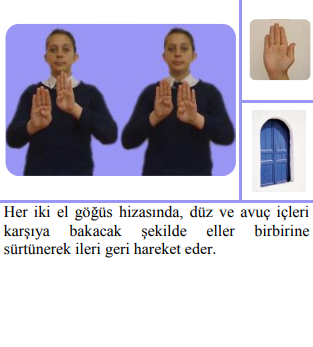 Her iki el göğüs hizasında, düz ve avuç içleri
karşıya bakacak şekilde eller birbirine
sürtünerek ileri geri hareket eder.